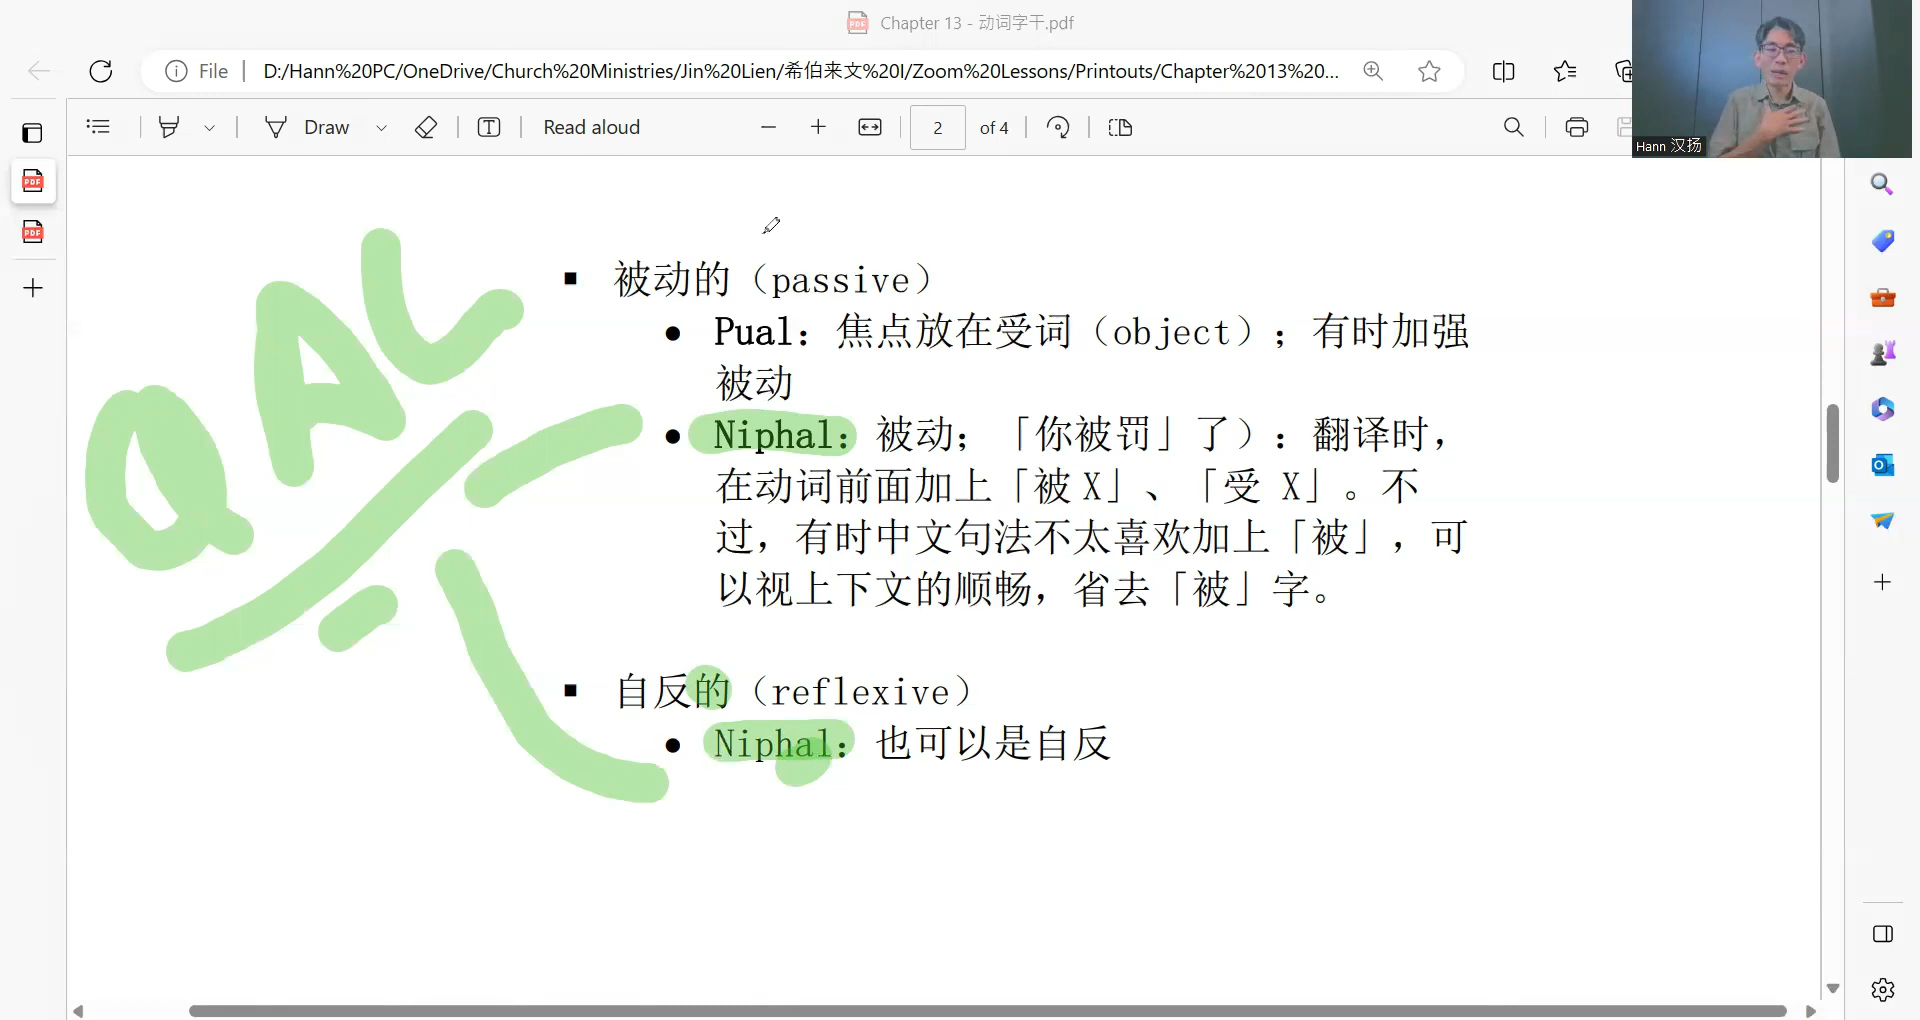 Chapter 13 - 动词字干.pdf
File
D:/Hann%20PC/OneDrive/Church%20Ministries/Jin%20Lien/希伯来文%20I/Zoom%20Lessons/Printouts/Chapter%2013%20...
Draw
Read aloud
2
of 4
Hann 汉扬
QAL
▪ 被动的（passive）
• Pual：焦点放在受词（object）；有时加强
被动
• Niphal：被动；「你被罚」了）：翻译时，
在动词前面加上「被 X」、「受 X」。不
过，有时中文句法不太喜欢加上「被」，可
以视上下文的顺畅，省去「被」字。
▪ 自反的（reflexive）
• Niphal：也可以是自反